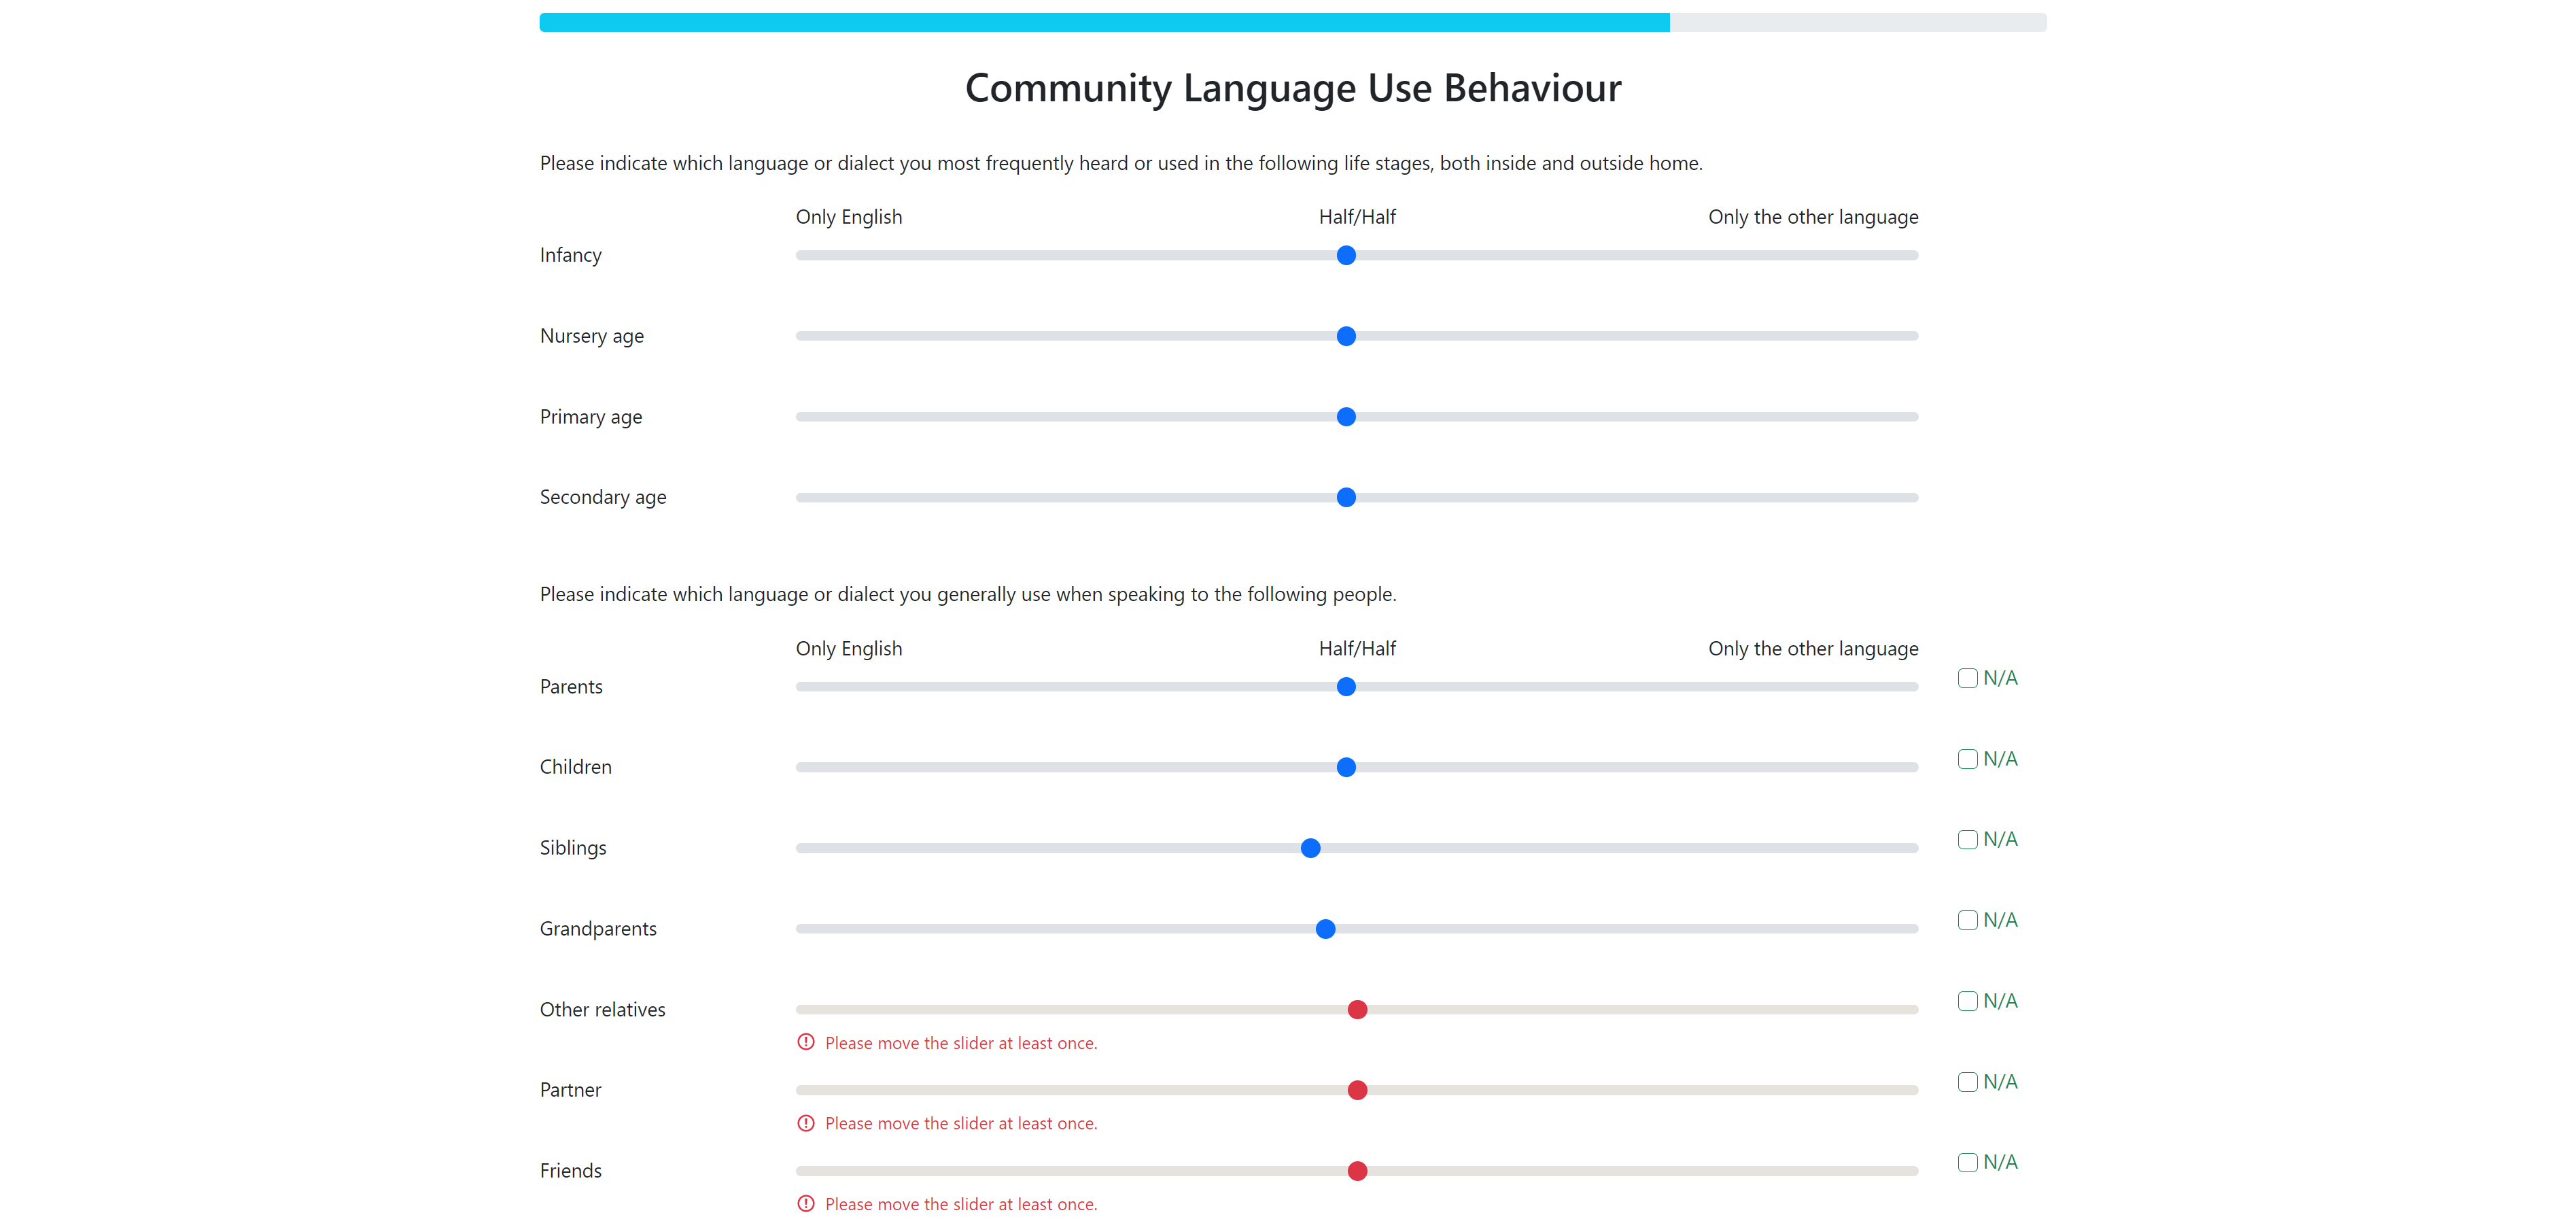 Community Language Use Behaviour
Please indicate which language or dialect you most frequently heard or used in the following life stages, both inside and outside home.
Only English Half/Half Only the other language
Infancy
Nursery age
Primary age
Secondary age
Please indicate which language or dialect you generally use when speaking to the following people.
Only English Half/Half Only the other language
Parents N/A
Children N/A
Siblings N/A
Grandparents N/A
Other relatives N/A
Please move the slider at least once.
Partner N/A
Please move the slider at least once.
Friends N/A
Please move the slider at least once.